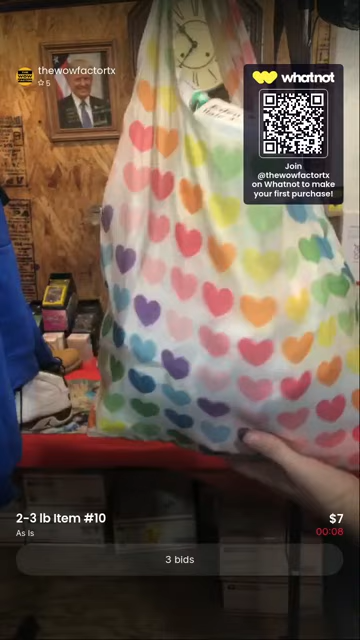 thewowfactortx
☆5
whatnot
Join
@thewowfactortx
on Whatnot to make
your first purchase!
2-3 lb Item #10
$7
As Is
00:08
3 bids